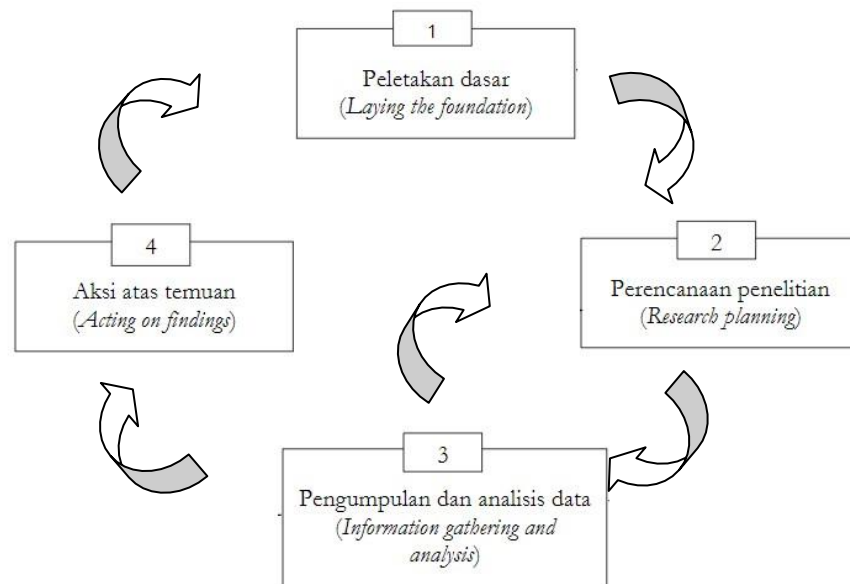 1
Peletakan dasar
(Laying the foundation)
2
Perencanaan penelitian
(Research planning)
3
Pengumpulan dan analisis data
(Information gathering and
analysis)
4
Aksi atas temuan
(Acting on findings)